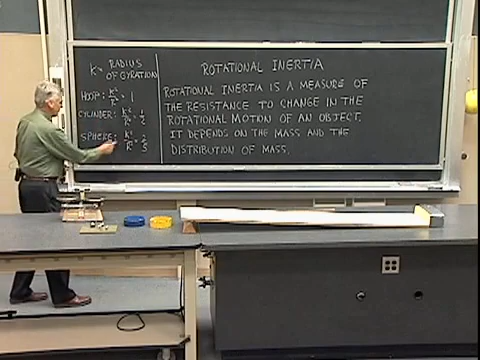 K = RADIUS
OF GYRATION
HOOP: K²/R² = 1
CYLINDER: K²/R² = 1/2
SPHERE: K²/R² = 2/5
ROTATIONAL INERTIA
ROTATIONAL INERTIA IS A MEASURE OF
THE RESISTANCE TO CHANGE IN THE
ROTATIONAL MOTION OF AN OBJECT.
IT DEPENDS ON THE MASS AND THE
DISTRIBUTION OF MASS.